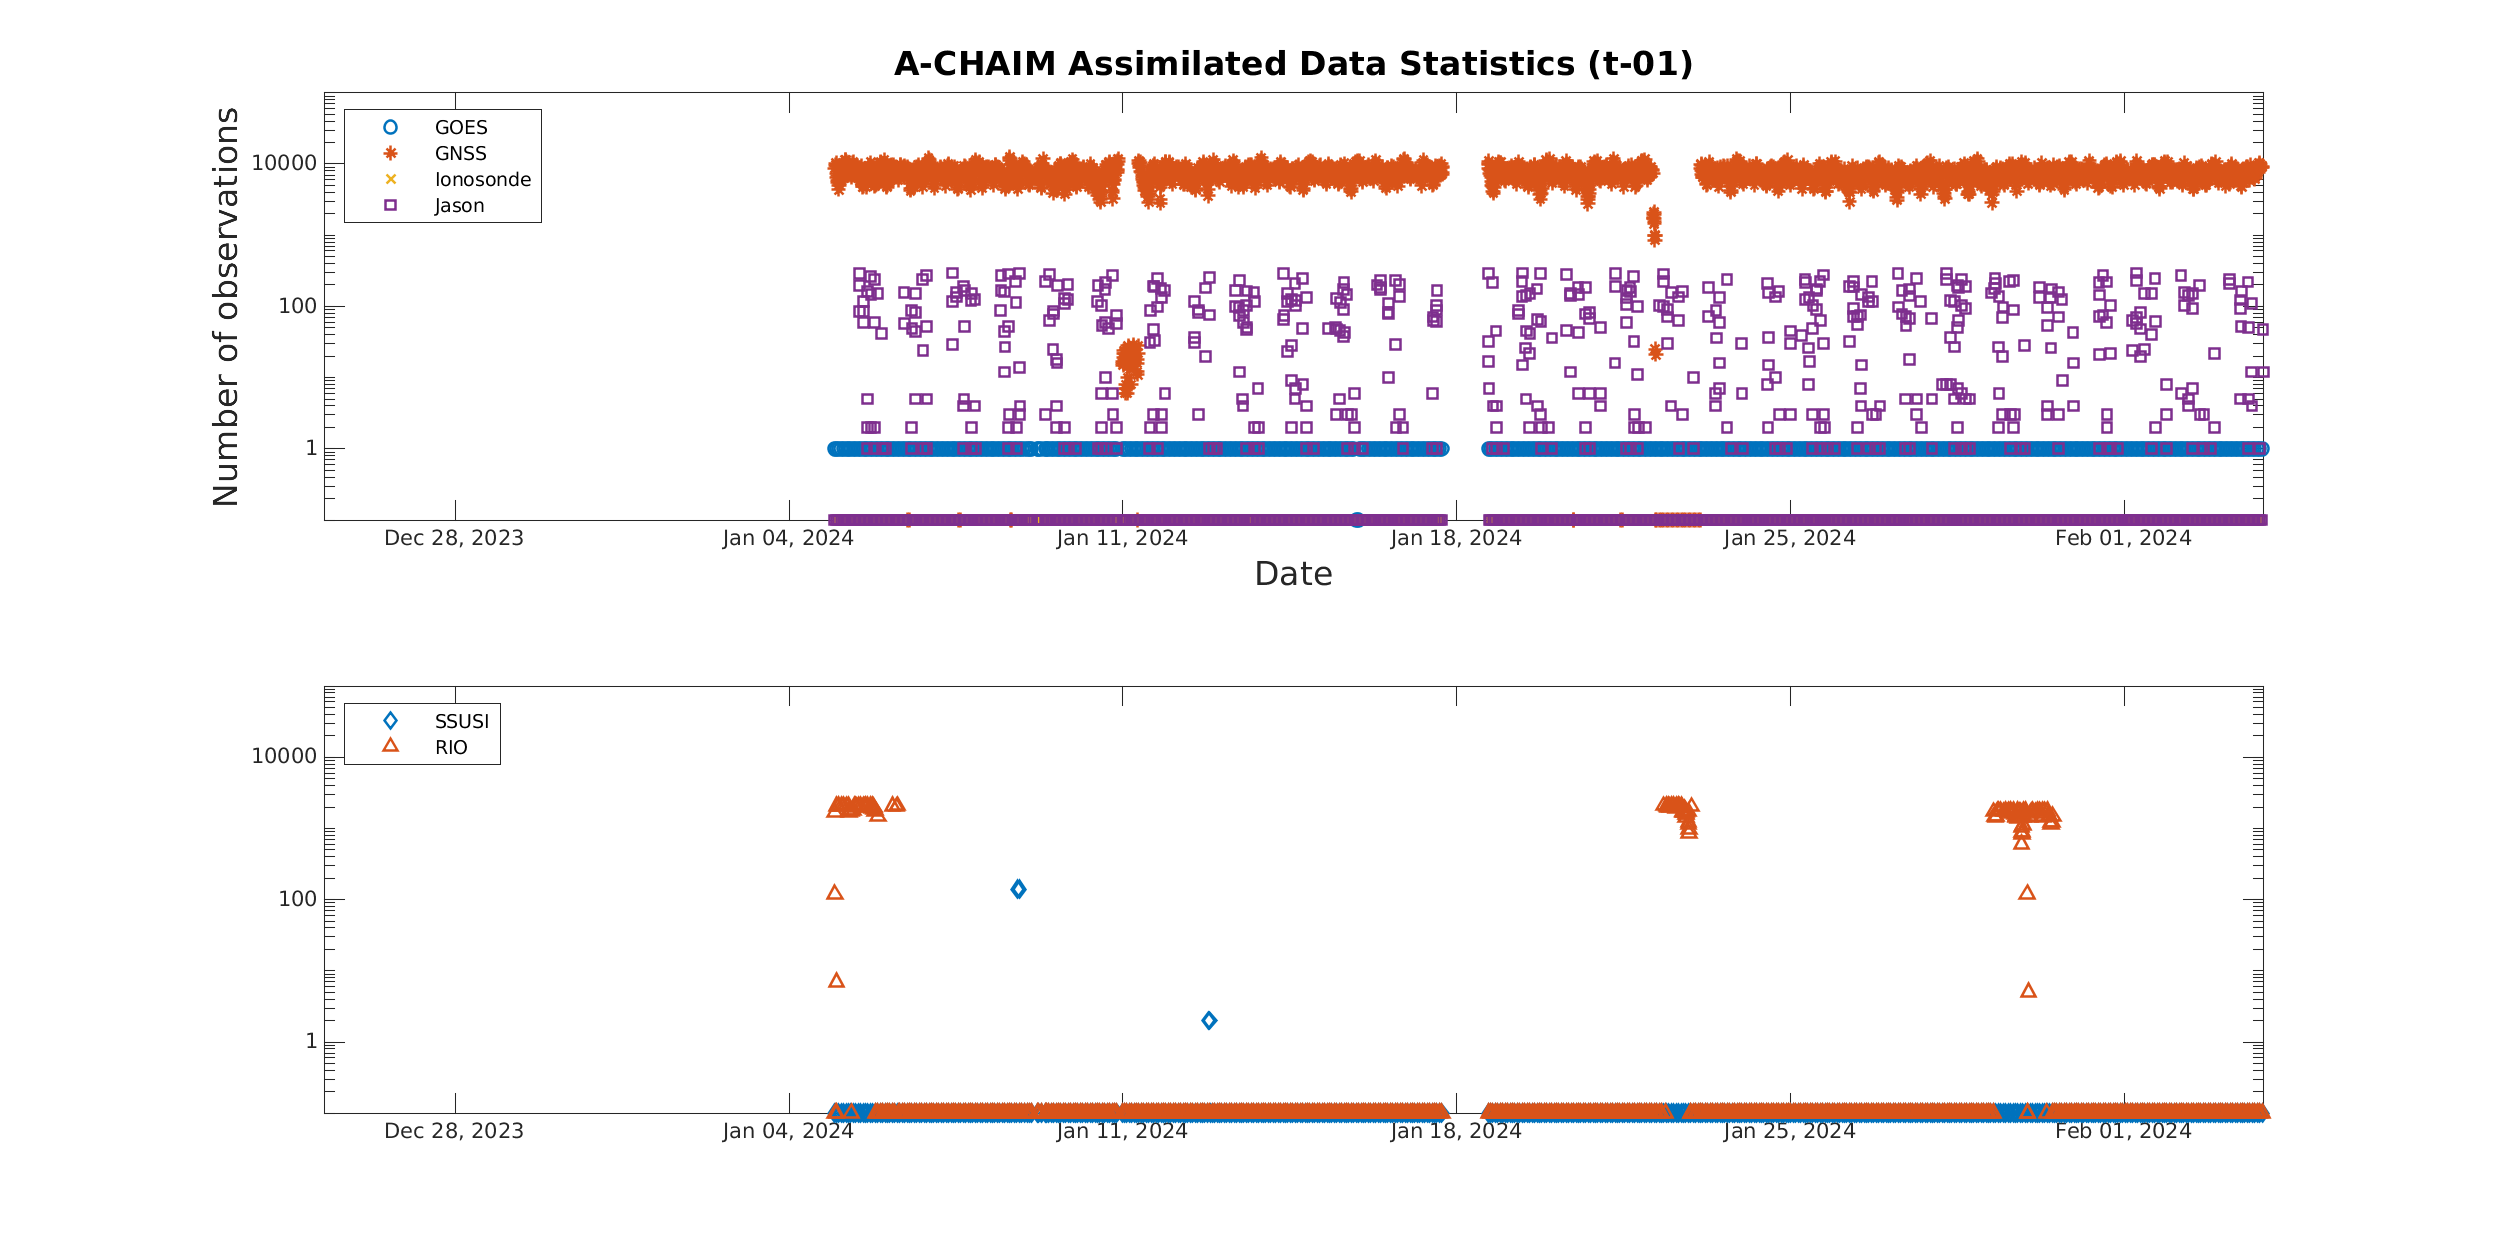 A-CHAIM Assimilated Data Statistics (t-01)
Number of observations
10000
100
1
GOES
GNSS
Ionosonde
Jason
Dec 28, 2023
Jan 04, 2024
Jan 11, 2024
Jan 18, 2024
Jan 25, 2024
Feb 01, 2024
Date
10000
100
1
SSUSI
RIO
Dec 28, 2023
Jan 04, 2024
Jan 11, 2024
Jan 18, 2024
Jan 25, 2024
Feb 01, 2024